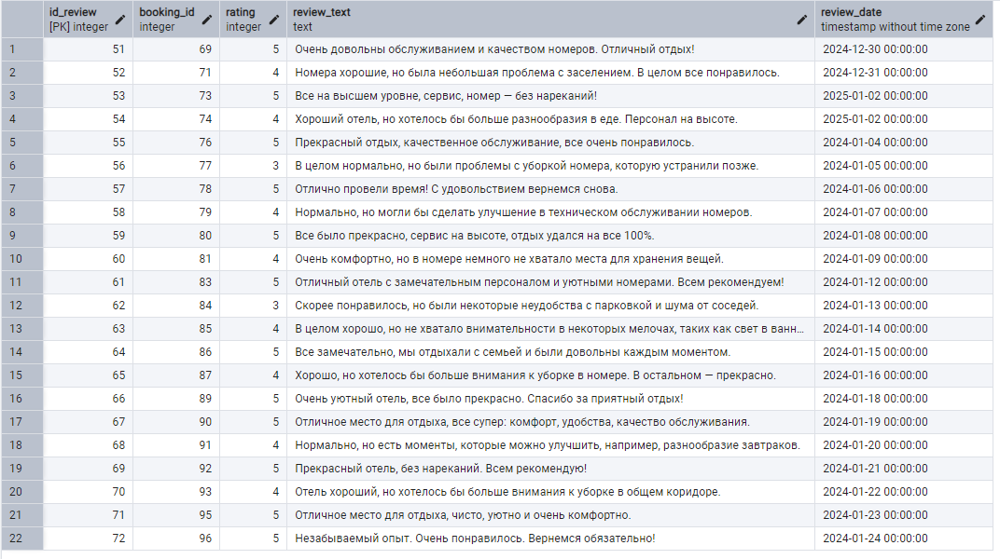 id_review booking_id rating review_text review_date
[PK] integer integer integer text timestamp without time zone
1 51 69 5 Очень довольны обслуживанием и качеством номеров. Отличный отдых! 2024-12-30 00:00:00
2 52 71 4 Номера хорошие, но была небольшая проблема с заселением. В целом все понравилось. 2024-12-31 00:00:00
3 53 73 5 Все на высшем уровне, сервис, номер — без нареканий! 2025-01-02 00:00:00
4 54 74 4 Хороший отель, но хотелось бы больше разнообразия в еде. Персонал на высоте. 2025-01-02 00:00:00
5 55 76 5 Прекрасный отдых, качественное обслуживание, все очень понравилось. 2024-01-04 00:00:00
6 56 77 3 В целом нормально, но были проблемы с уборкой номера, которую устранили позже. 2024-01-05 00:00:00
7 57 78 5 Отлично провели время! С удовольствием вернемся снова. 2024-01-06 00:00:00
8 58 79 4 Нормально, но могли бы сделать улучшение в техническом обслуживании номеров. 2024-01-07 00:00:00
9 59 80 5 Все было прекрасно, сервис на высоте, отдых удался на все 100%. 2024-01-08 00:00:00
10 60 81 4 Очень комфортно, но в номере немного не хватало места для хранения вещей. 2024-01-09 00:00:00
11 61 83 5 Отличный отель с замечательным персоналом и уютными номерами. Всем рекомендуем! 2024-01-12 00:00:00
12 62 84 3 Скорее понравилось, но были некоторые неудобства с парковкой и шума от соседей. 2024-01-13 00:00:00
13 63 85 4 В целом хорошо, но не хватало внимательности в некоторых мелочах, таких как свет в ванн… 2024-01-14 00:00:00
14 64 86 5 Все замечательно, мы отдыхали с семьей и были довольны каждым моментом. 2024-01-15 00:00:00
15 65 87 4 Хорошо, но хотелось бы больше внимания к уборке в номере. В остальном — прекрасно. 2024-01-16 00:00:00
16 66 89 5 Очень уютный отель, все было прекрасно. Спасибо за приятный отдых! 2024-01-18 00:00:00
17 67 90 5 Отличное место для отдыха, все супер: комфорт, удобства, качество обслуживания. 2024-01-19 00:00:00
18 68 91 4 Нормально, но есть моменты, которые можно улучшить, например, разнообразие завтраков. 2024-01-20 00:00:00
19 69 92 5 Прекрасный отель, без нареканий. Всем рекомендую! 2024-01-21 00:00:00
20 70 93 4 Отель хороший, но хотелось бы больше внимания к уборке в общем коридоре. 2024-01-22 00:00:00
21 71 95 5 Отличное место для отдыха, чисто, уютно и очень комфортно. 2024-01-23 00:00:00
22 72 96 5 Незабываемый опыт. Очень понравилось. Вернемся обязательно! 2024-01-24 00:00:00